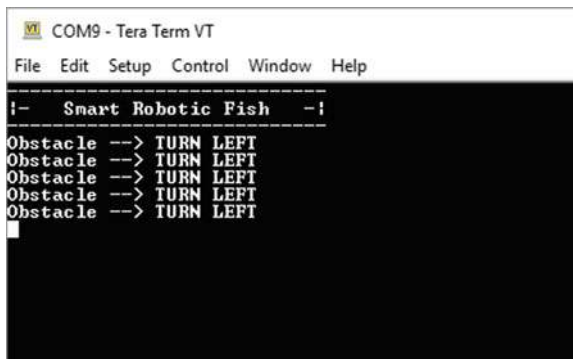 VT COM9 - Tera Term VT
File Edit Setup Control Window Help
--------------------------------
|- Smart Robotic Fish -|
--------------------------------
Obstacle --> TURN LEFT
Obstacle --> TURN LEFT
Obstacle --> TURN LEFT
Obstacle --> TURN LEFT
Obstacle --> TURN LEFT